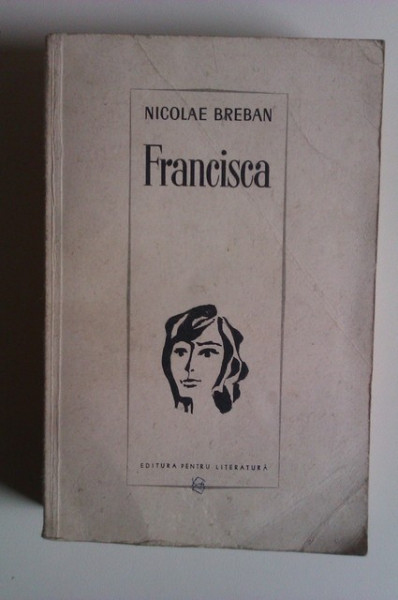 NICOLAE BREBAN
Francisca
EDITURA PENTRU LITERATURĂ